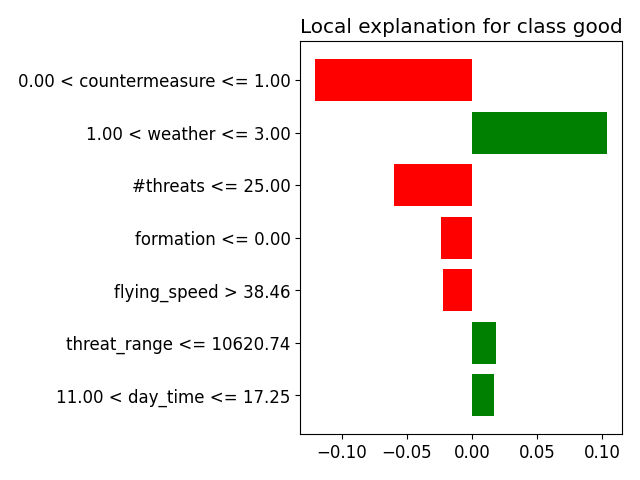 Local explanation for class good
0.00 < countermeasure <= 1.00
1.00 < weather <= 3.00
#threats <= 25.00
formation <= 0.00
flying_speed > 38.46
threat_range <= 10620.74
11.00 < day_time <= 17.25
−0.10 −0.05 0.00 0.05 0.10